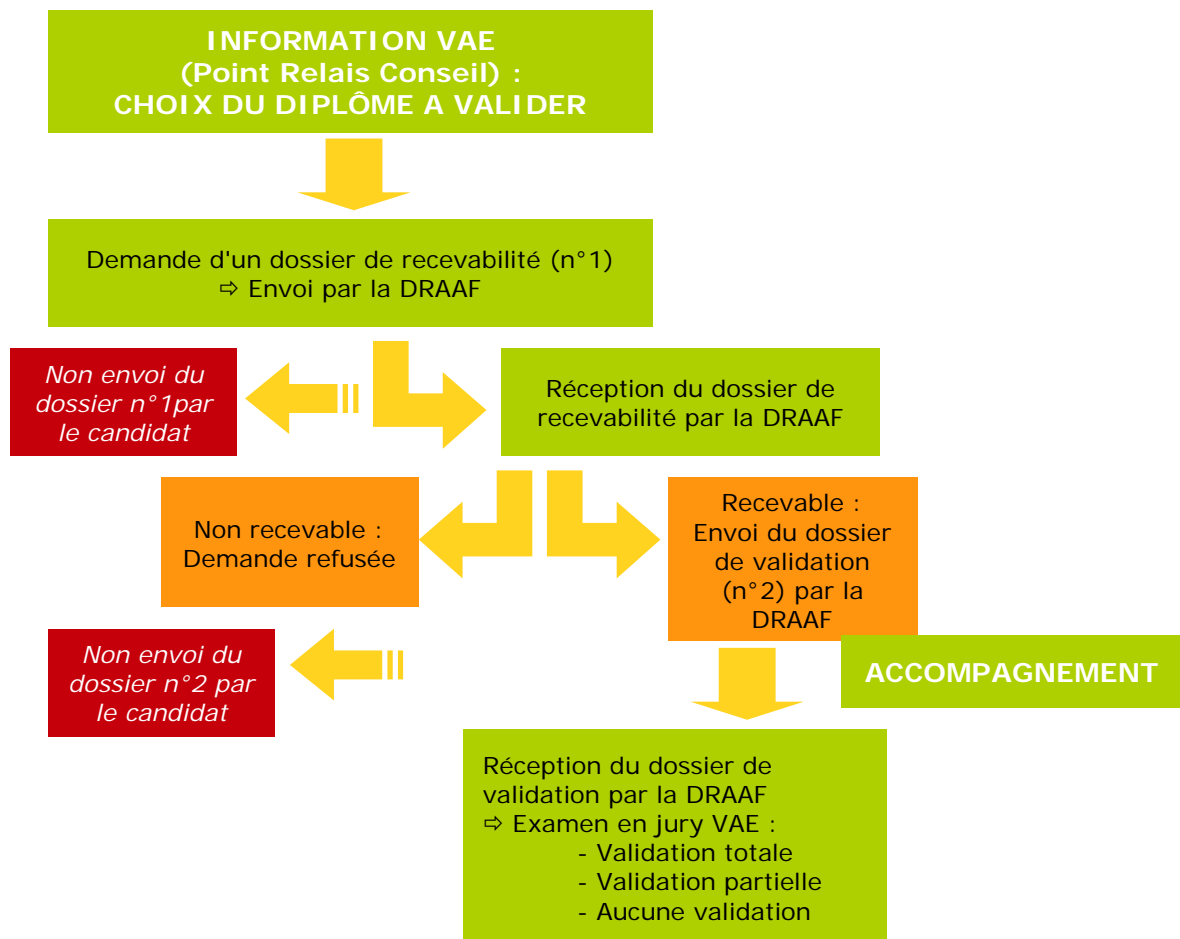 INFORMATION VAE
(Point Relais Conseil) :
CHOIX DU DIPLÔME A VALIDER
Demande d'un dossier de recevabilité (n°1)
⇨ Envoi par la DRAAF
Non envoi du
dossier n°1par
le candidat
Réception du dossier de
recevabilité par la DRAAF
Non recevable :
Demande refusée
Recevable :
Envoi du dossier
de validation
(n°2) par la
DRAAF
Non envoi du
dossier n°2 par
le candidat
ACCOMPAGNEMENT
Réception du dossier de
validation par la DRAAF
⇨ Examen en jury VAE :
- Validation totale
- Validation partielle
- Aucune validation